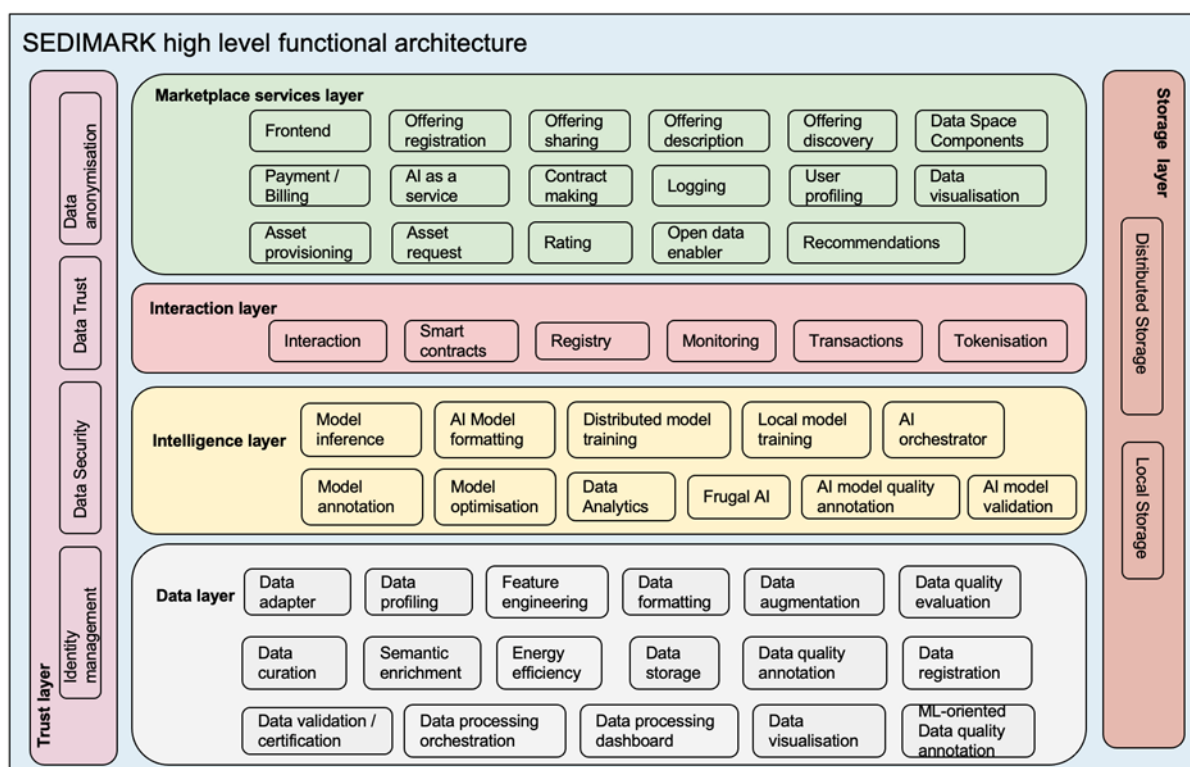 SEDIMARK high level functional architecture
Data
anonymisation
Data Trust
Data Security
Identity
management
Trust layer
Marketplace services layer
Frontend
Offering
registration
Offering
sharing
Offering
description
Offering
discovery
Data Space
Components
Payment /
Billing
AI as a
service
Contract
making
Logging
User
profiling
Data
visualisation
Asset
provisioning
Asset
request
Rating
Open data
enabler
Recommendations
Interaction layer
Interaction
Smart
contracts
Registry
Monitoring
Transactions
Tokenisation
Intelligence layer
Model
inference
AI Model
formatting
Distributed model
training
Local model
training
AI
orchestrator
Model
annotation
Model
optimisation
Data
Analytics
Frugal AI
AI model quality
annotation
AI model
validation
Data layer
Data
adapter
Data
profiling
Feature
engineering
Data
formatting
Data
augmentation
Data quality
evaluation
Data
curation
Semantic
enrichment
Energy
efficiency
Data
storage
Data quality
annotation
Data
registration
Data validation /
certification
Data processing
orchestration
Data processing
dashboard
Data
visualisation
ML-oriented
Data quality
annotation
Storage layer
Distributed Storage
Local Storage